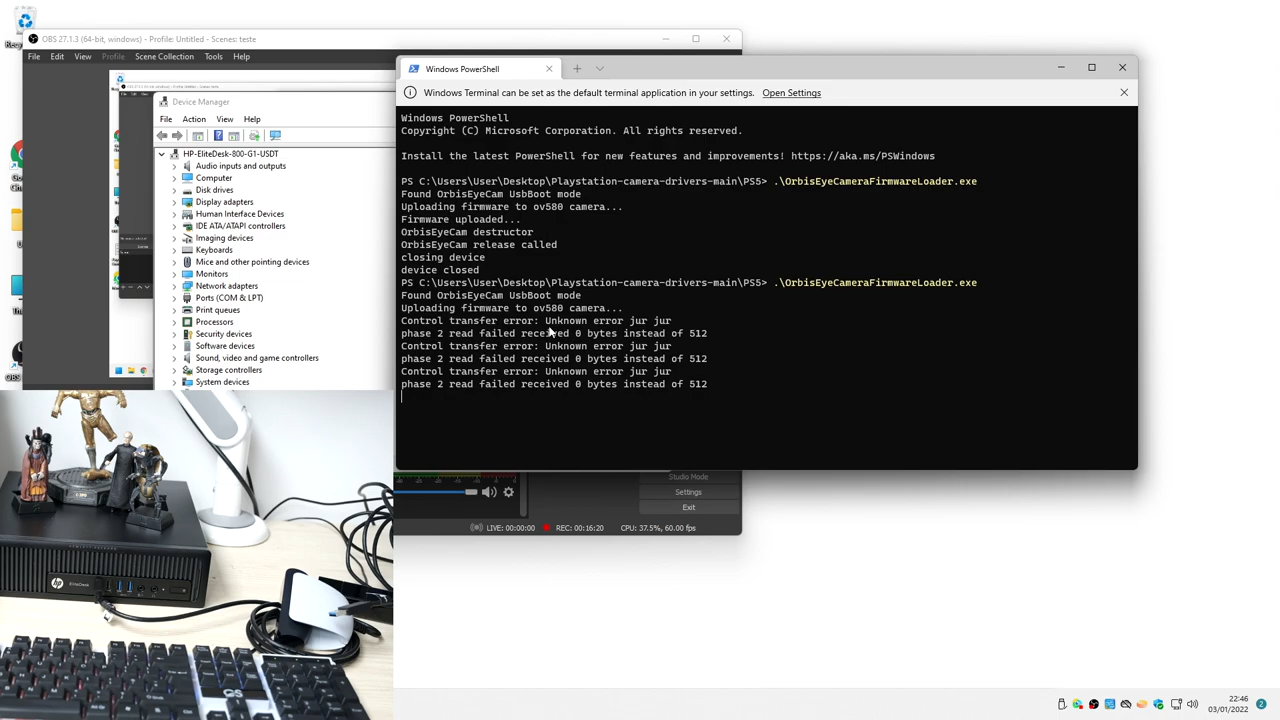 OBS 27.1.3 (64-bit, windows) - Profile: Untitled - Scenes: teste
File Edit View Profile Scene Collection Tools Help
Device Manager
File Action View Help
HP-EliteDesk-800-G1-USDT
Audio inputs and outputs
Computer
Disk drives
Display adapters
Human Interface Devices
IDE ATA/ATAPI controllers
Imaging devices
Keyboards
Mice and other pointing devices
Monitors
Network adapters
Ports (COM & LPT)
Print queues
Processors
Security devices
Software devices
Sound, video and game controllers
Storage controllers
System devices
Windows PowerShell
Windows Terminal can be set as the default terminal application in your settings. Open Settings
Windows PowerShell
Copyright (C) Microsoft Corporation. All rights reserved.
Install the latest PowerShell for new features and improvements! https://aka.ms/PSWindows
PS C:\Users\User\Desktop\Playstation-camera-drivers-main\PS5> .\OrbisEyeCameraFirmwareLoader.exe
Found OrbisEyeCam UsbBoot mode
Uploading firmware to ov580 camera...
Firmware uploaded...
OrbisEyeCam destructor
OrbisEyeCam release called
closing device
device closed
PS C:\Users\User\Desktop\Playstation-camera-drivers-main\PS5> .\OrbisEyeCameraFirmwareLoader.exe
Found OrbisEyeCam UsbBoot mode
Uploading firmware to ov580 camera...
Control transfer error: Unknown error jur jur
phase 2 read failed received 0 bytes instead of 512
Control transfer error: Unknown error jur jur
phase 2 read failed received 0 bytes instead of 512
Control transfer error: Unknown error jur jur
phase 2 read failed received 0 bytes instead of 512
Studio Mode
Settings
Exit
LIVE: 00:00:00 REC: 00:16:20 CPU: 37.5%, 60.00 fps
hp EliteDesk
GS
22:46
03/01/2022
2